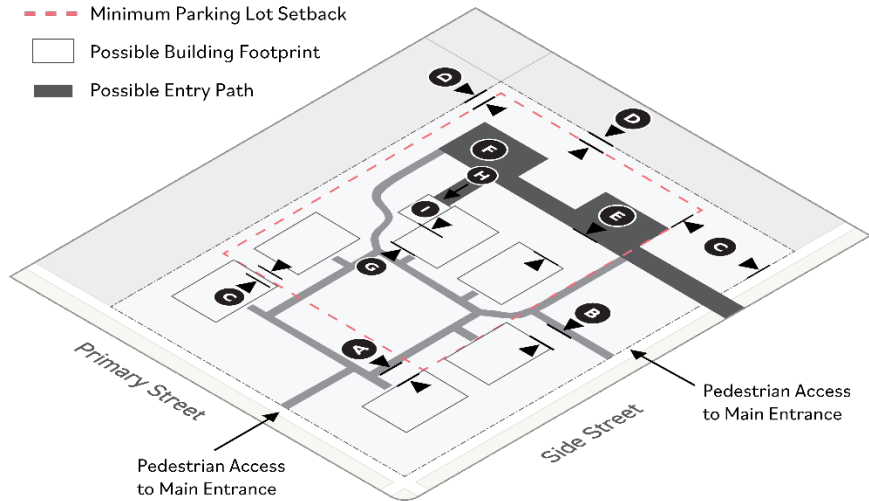 Minimum Parking Lot Setback
Possible Building Footprint
Possible Entry Path
D
D
F
H
I
E
C
G
G
B
A
Primary Street
Side Street
Pedestrian Access
to Main Entrance
Pedestrian Access
to Main Entrance